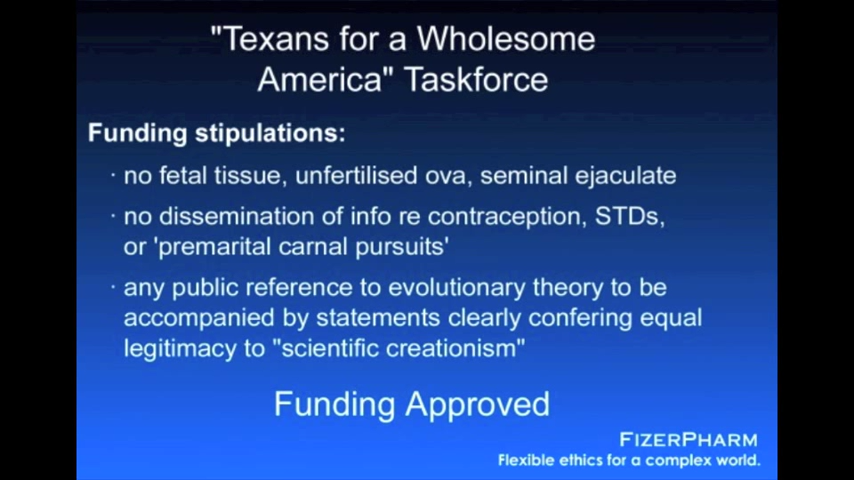 "Texans for a Wholesome
America" Taskforce
Funding stipulations:
· no fetal tissue, unfertilised ova, seminal ejaculate
· no dissemination of info re contraception, STDs,
or 'premarital carnal pursuits'
· any public reference to evolutionary theory to be
accompanied by statements clearly confering equal
legitimacy to "scientific creationism"
Funding Approved
FIZERPHARM
Flexible ethics for a complex world.